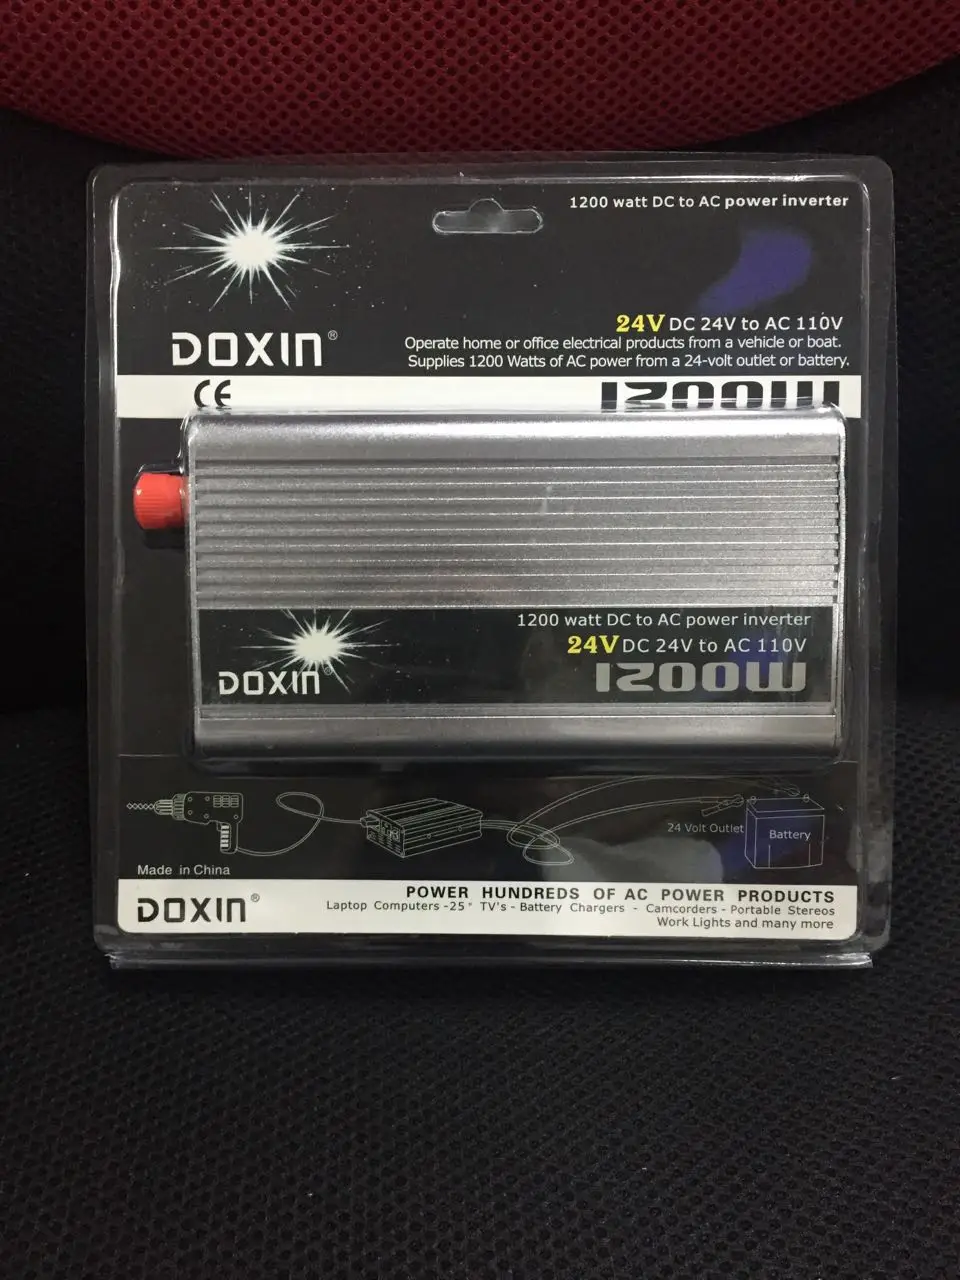 1200 watt DC to AC power inverter
DOXIN®
24V DC 24V to AC 110V
Operate home or office electrical products from a vehicle or boat.
Supplies 1200 Watts of AC power from a 24-volt outlet or battery.
CE
1200W
1200 watt DC to AC power inverter
24V DC 24V to AC 110V
DOXIN®
1200W
24 Volt Outlet
Battery
Made in China
DOXIN®
POWER HUNDREDS OF AC POWER PRODUCTS
Laptop Computers -25" TV's - Battery Chargers - Camcorders - Portable Stereos
Work Lights and many more